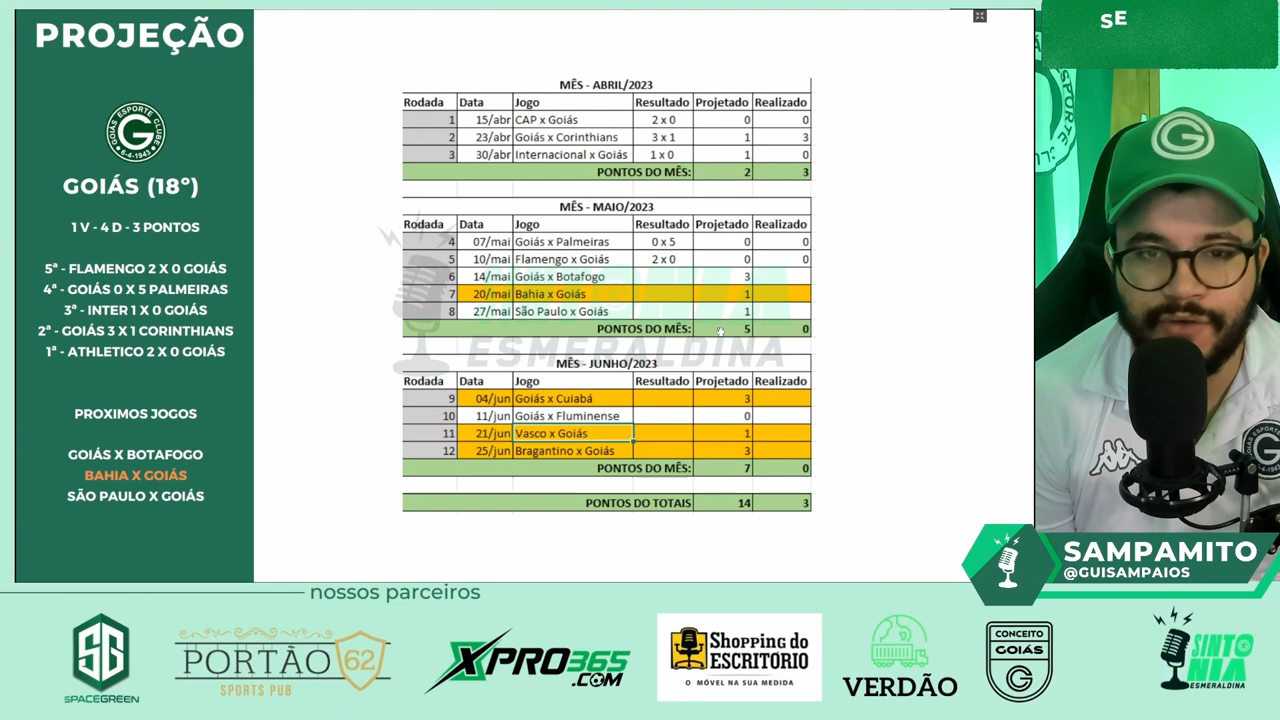 PROJEÇÃO
GOIÁS ESPORTE CLUBE
6-4-1943
GOIÁS (18º)
1 V - 4 D - 3 PONTOS
5ª - FLAMENGO 2 X 0 GOIÁS
4ª - GOIÁS 0 X 5 PALMEIRAS
3ª - INTER 1 X 0 GOIÁS
2ª - GOIÁS 3 X 1 CORINTHIANS
1ª - ATHLETICO 2 X 0 GOIÁS
PROXIMOS JOGOS
GOIÁS X BOTAFOGO
BAHIA X GOIÁS
SÃO PAULO X GOIÁS
MÊS - ABRIL/2023
Rodada Data Jogo Resultado Projetado Realizado
1 15/abr CAP x Goiás 2 x 0 0 0
2 23/abr Goiás x Corinthians 3 x 1 1 3
3 30/abr Internacional x Goiás 1 x 0 1 0
PONTOS DO MÊS: 2 3
MÊS - MAIO/2023
Rodada Data Jogo Resultado Projetado Realizado
4 07/mai Goiás x Palmeiras 0 x 5 0 0
5 10/mai Flamengo x Goiás 2 x 0 0 0
6 14/mai Goiás x Botafogo 3
7 20/mai Bahia x Goiás 1
8 27/mai São Paulo x Goiás 1
PONTOS DO MÊS: 5 0
ESMERALDINA
MÊS - JUNHO/2023
Rodada Data Jogo Resultado Projetado Realizado
9 04/jun Goiás x Cuiabá 3
10 11/jun Goiás x Fluminense 0
11 21/jun Vasco x Goiás 1
12 25/jun Bragantino x Goiás 3
PONTOS DO MÊS: 7 0
PONTOS DO TOTAIS 14 3
SE
SAMPAMITO
@GUISAMPAIOS
nossos parceiros
SG
SPACEGREEN
PORTÃO 62
SPORTS PUB
XPRO365
.COM
Shopping do
ESCRITÓRIO
O MÓVEL NA SUA MEDIDA
VERDÃO
CONCEITO
GOIÁS
SINTO
NIA
ESMERALDINA